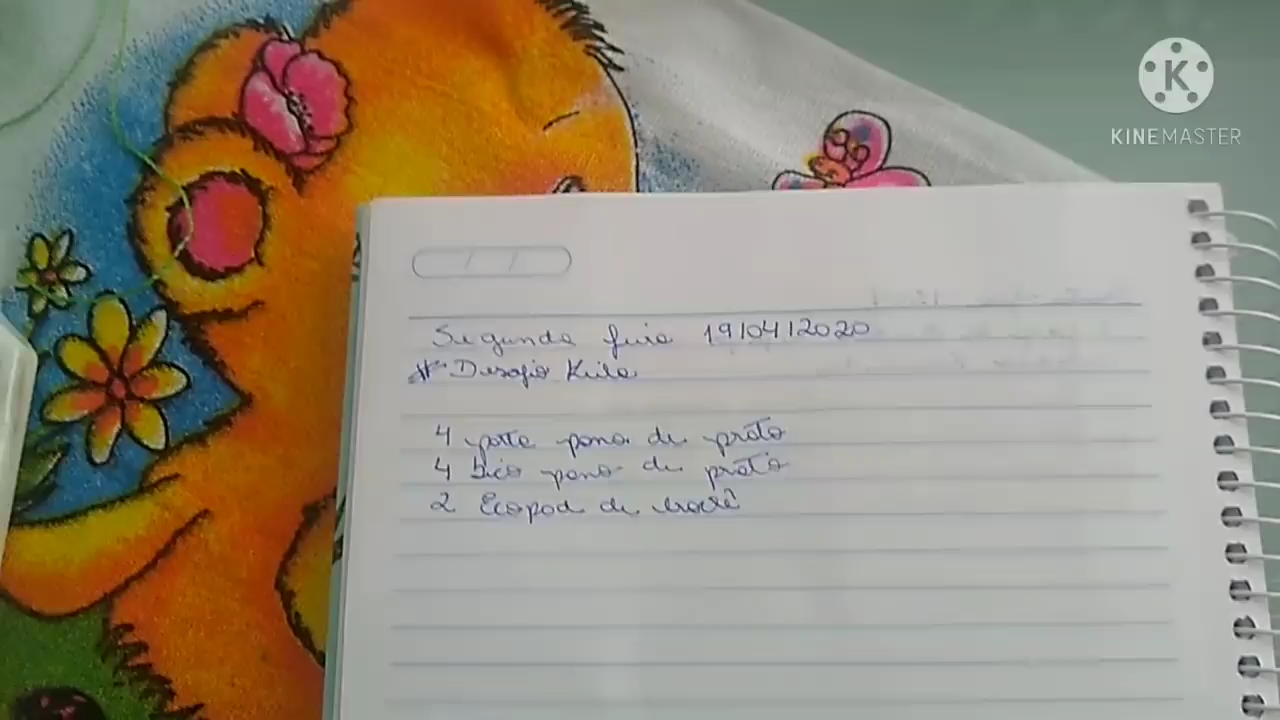 KINEMASTER
Segunda feira 19/04/2020
# Desafio Keila
4 porta pano de prato
4 bico pano de prato
2 Ecopad de crochê